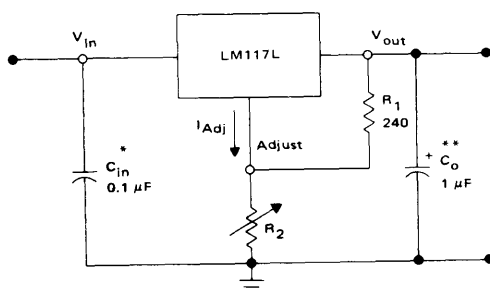 Vin
LM117L
Vout
IAdj
Adjust
R1
240
*
Cin
0.1 µF
**
+ Co
1 µF
R2